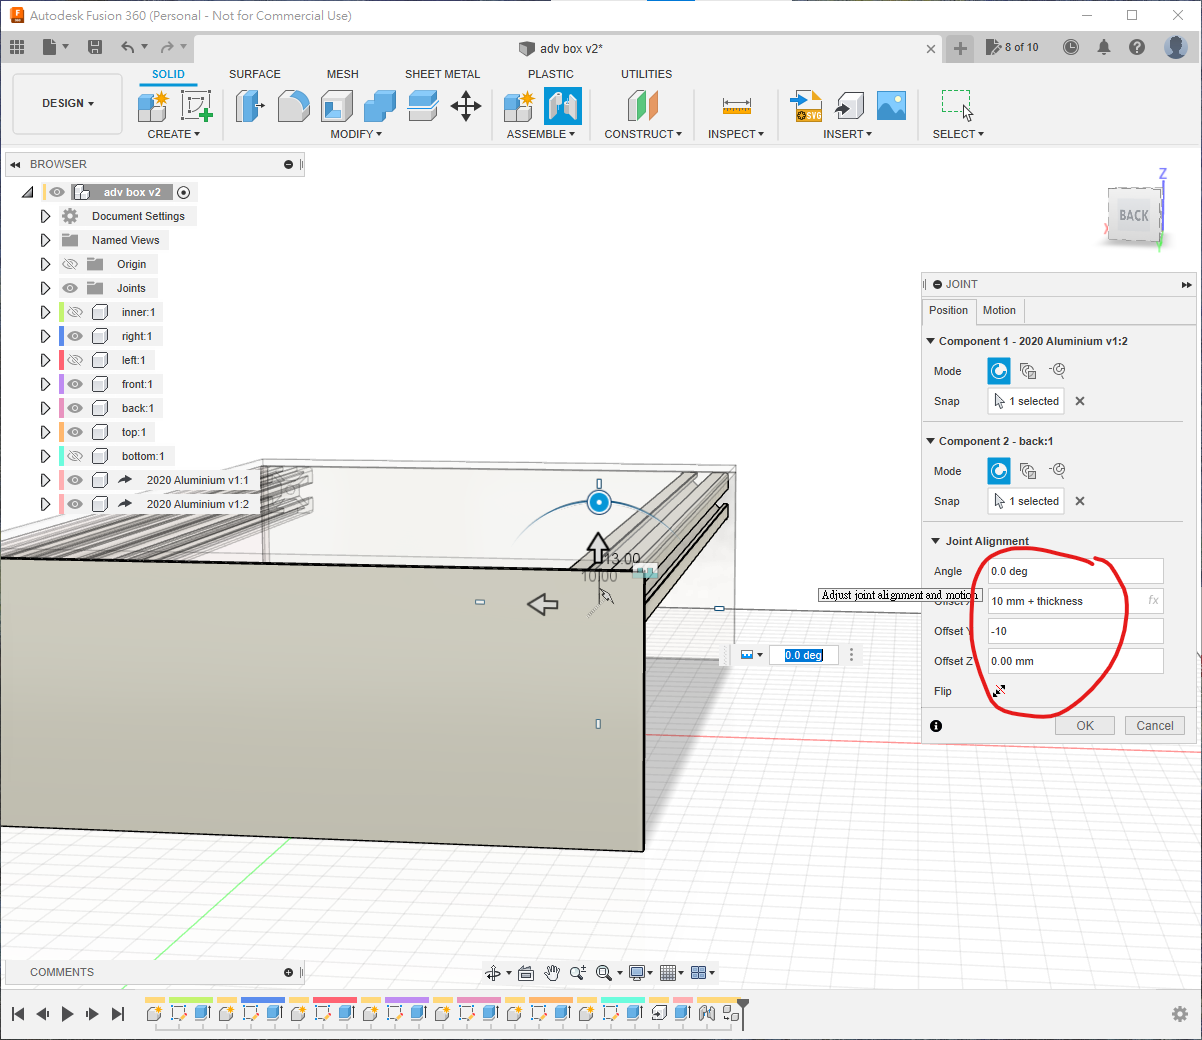 Autodesk Fusion 360 (Personal - Not for Commercial Use)
adv box v2*
8 of 10
SOLID SURFACE MESH SHEET METAL PLASTIC UTILITIES
DESIGN
CREATE MODIFY ASSEMBLE CONSTRUCT INSPECT INSERT SELECT
SVG
BROWSER
adv box v2
Document Settings
Named Views
Origin
Joints
inner:1
right:1
left:1
front:1
back:1
top:1
bottom:1
2020 Aluminium v1:1
2020 Aluminium v1:2
Z
BACK
X
Y
13.00
10.00
0.0 deg
JOINT
Position Motion
Component 1 - 2020 Aluminium v1:2
Mode
Snap 1 selected
Component 2 - back:1
Mode
Snap 1 selected
Joint Alignment
Angle 0.0 deg
Adjust joint alignment and motion
Offset X 10 mm + thickness fx
Offset Y -10
Offset Z 0.00 mm
Flip
OK Cancel
COMMENTS